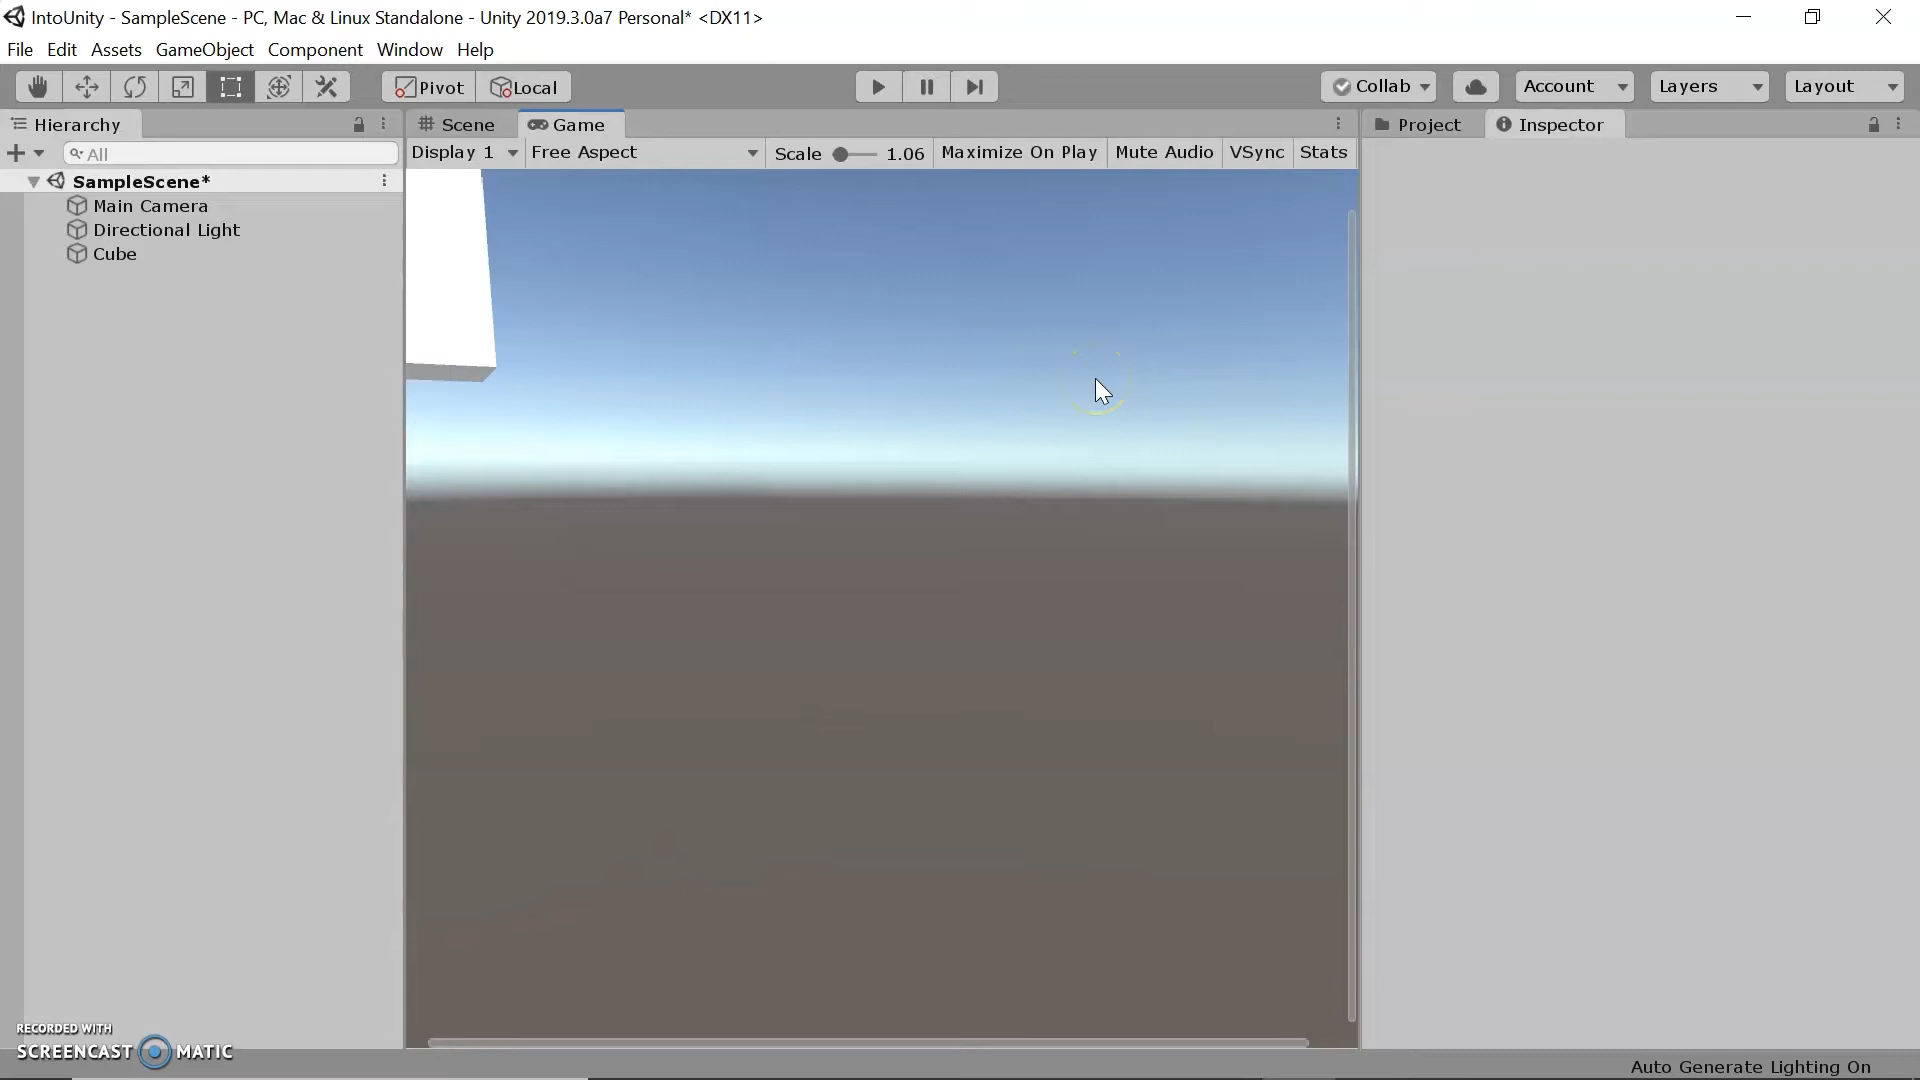 IntoUnity - SampleScene - PC, Mac & Linux Standalone - Unity 2019.3.0a7 Personal* <DX11>
File Edit Assets GameObject Component Window Help
Pivot Local Collab Account Layers Layout
Hierarchy Scene Game Project Inspector
All Display 1 Free Aspect Scale 1.06 Maximize On Play Mute Audio VSync Stats
SampleScene*
Main Camera
Directional Light
Cube
RECORDED WITH
SCREENCAST MATIC
Auto Generate Lighting On